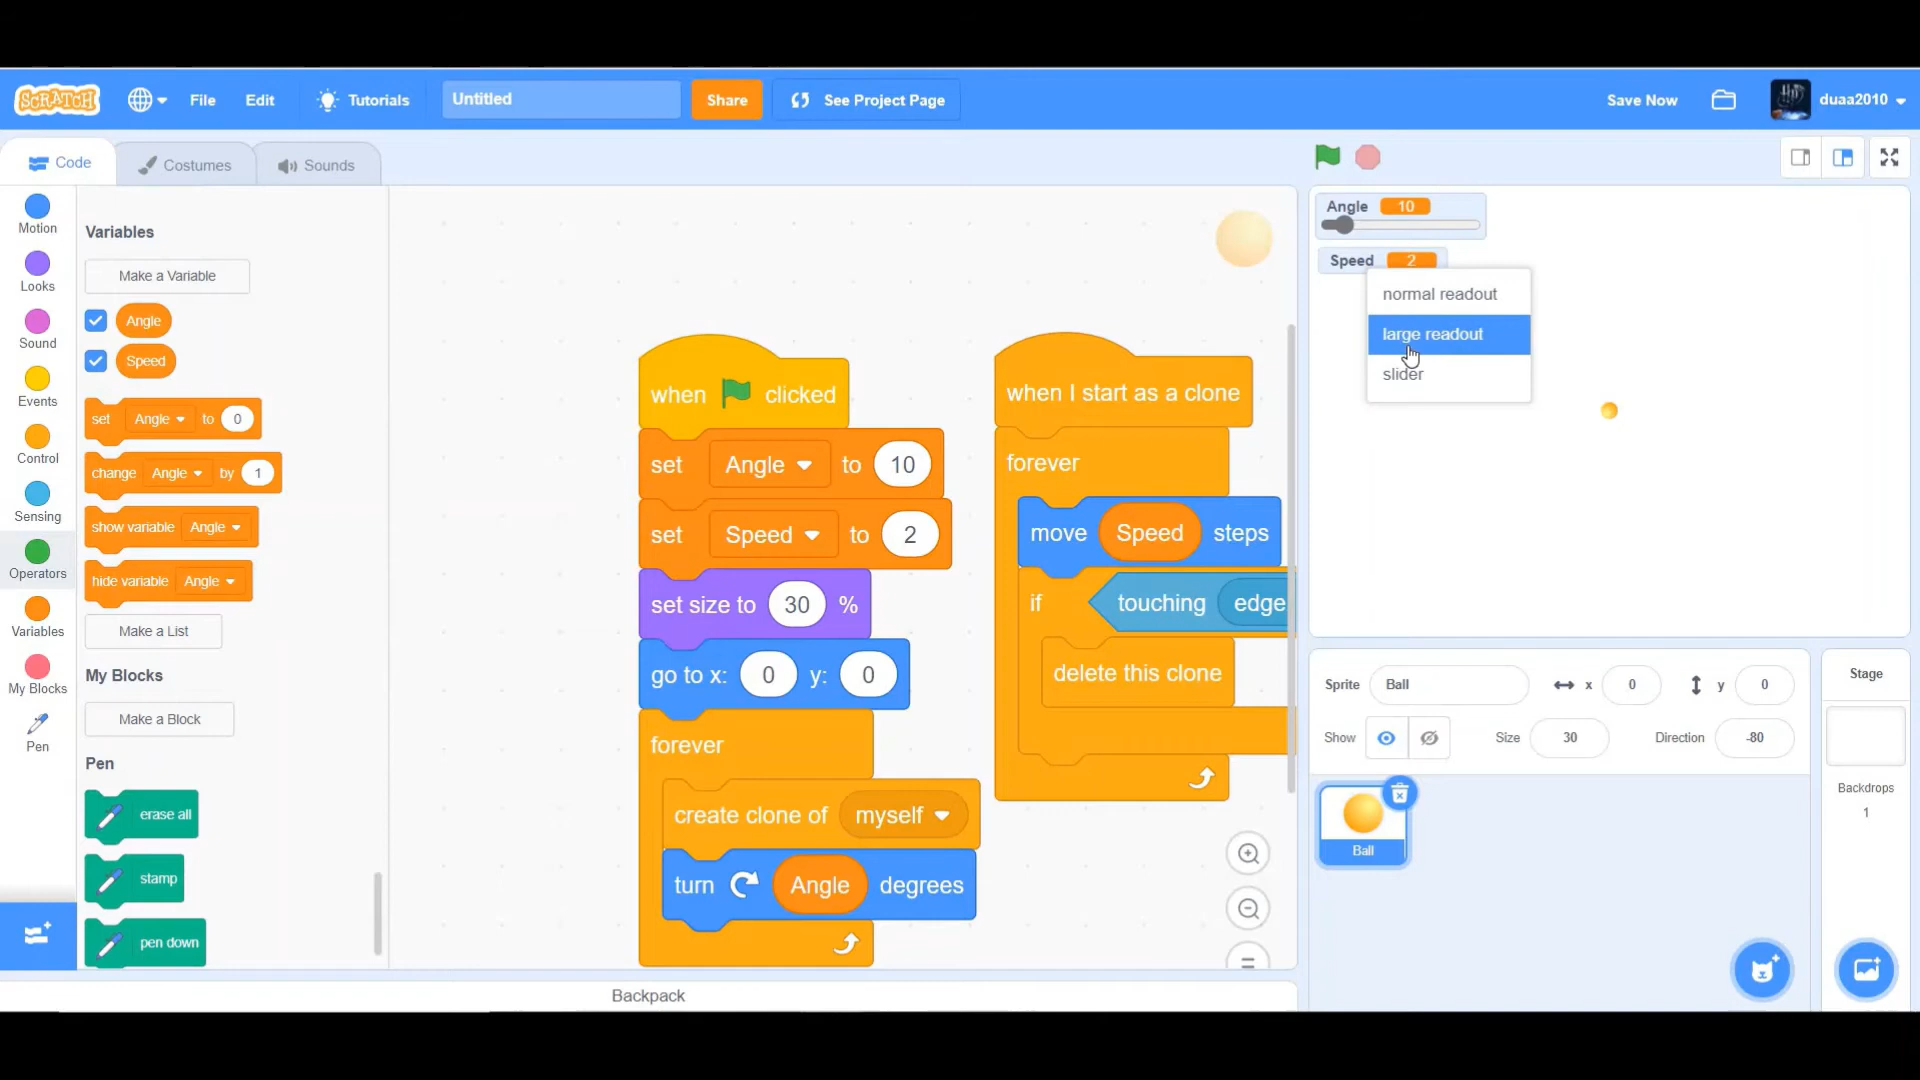 SCRATCH File Edit Tutorials Untitled Share See Project Page Save Now duaa2010
Code Costumes Sounds
Motion
Looks
Sound
Events
Control
Sensing
Operators
Variables
My Blocks
Pen
Variables
Make a Variable
Angle
Speed
set Angle to 0
change Angle by 1
show variable Angle
hide variable Angle
Make a List
My Blocks
Make a Block
Pen
erase all
stamp
pen down
when clicked
set Angle to 10
set Speed to 2
set size to 30 %
go to x: 0 y: 0
forever
create clone of myself
turn Angle degrees
when I start as a clone
forever
move Speed steps
if touching edge
delete this clone
Backpack
Angle 10
Speed 2
normal readout
large readout
slider
Sprite Ball x 0 y 0
Show Size 30 Direction -80
Ball
Stage
Backdrops
1